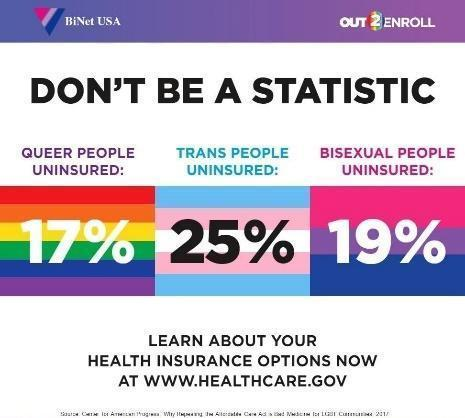 BiNet USA
OUT2ENROLL
DON'T BE A STATISTIC
QUEER PEOPLE
UNINSURED:
TRANS PEOPLE
UNINSURED:
BISEXUAL PEOPLE
UNINSURED:
17%
25%
19%
LEARN ABOUT YOUR
HEALTH INSURANCE OPTIONS NOW
AT WWW.HEALTHCARE.GOV
Source: Center for American Progress "Why Repealing the Affordable Care Act is Bad Medicine for LGBT Communities" 2017